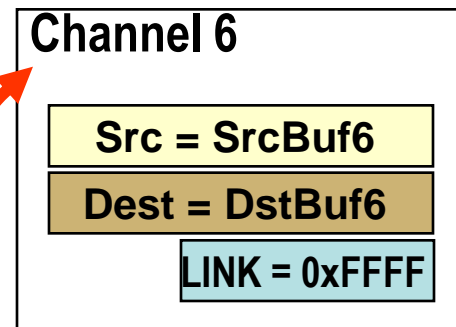 Channel 6
Src = SrcBuf6
Dest = DstBuf6
LINK = 0xFFFF